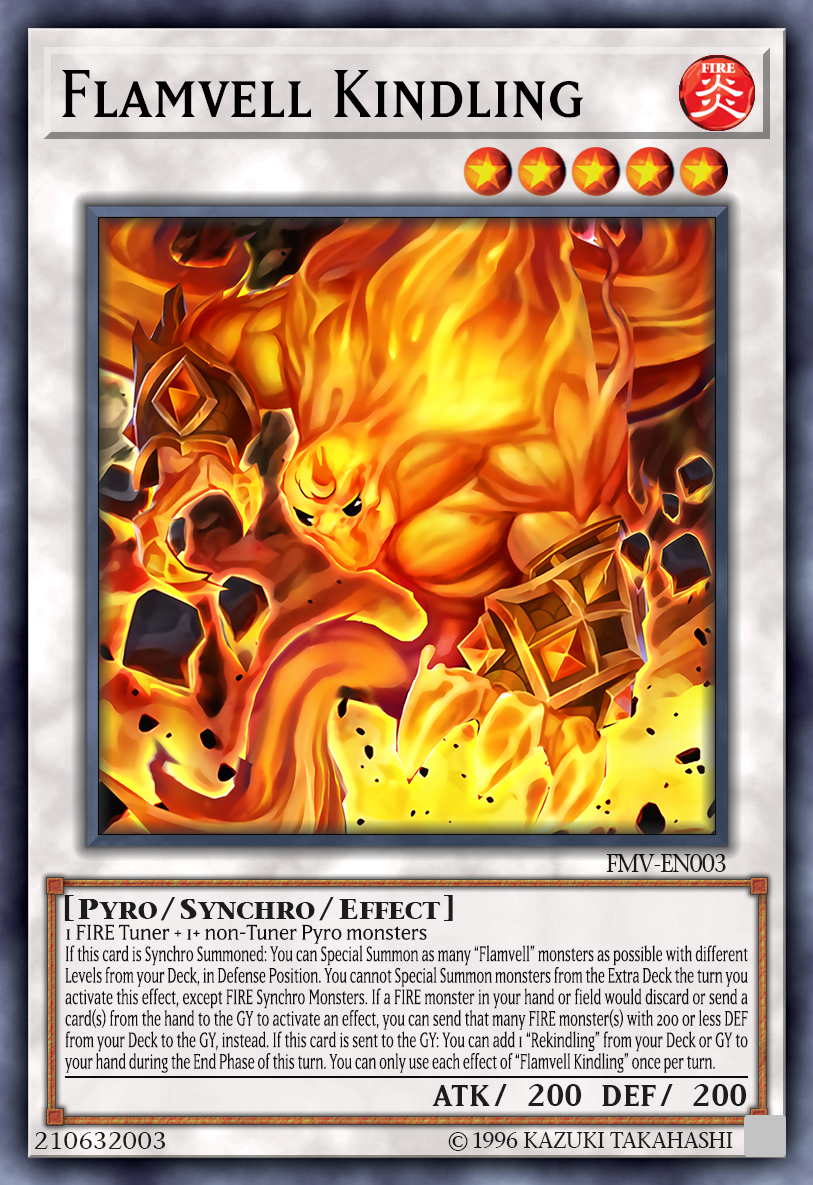 Flamvell Kindling
FIRE
炎
FMV-EN003
[ Pyro / Synchro / Effect ]
1 FIRE Tuner + 1+ non-Tuner Pyro monsters
If this card is Synchro Summoned: You can Special Summon as many “Flamvell” monsters as possible with different
Levels from your Deck, in Defense Position. You cannot Special Summon monsters from the Extra Deck the turn you
activate this effect, except FIRE Synchro Monsters. If a FIRE monster in your hand or field would discard or send a
card(s) from the hand to the GY to activate an effect, you can send that many FIRE monster(s) with 200 or less DEF
from your Deck to the GY, instead. If this card is sent to the GY: You can add 1 “Rekindling” from your Deck or GY to
your hand during the End Phase of this turn. You can only use each effect of “Flamvell Kindling” once per turn.
ATK / 200 DEF / 200
210632003
© 1996 KAZUKI TAKAHASHI